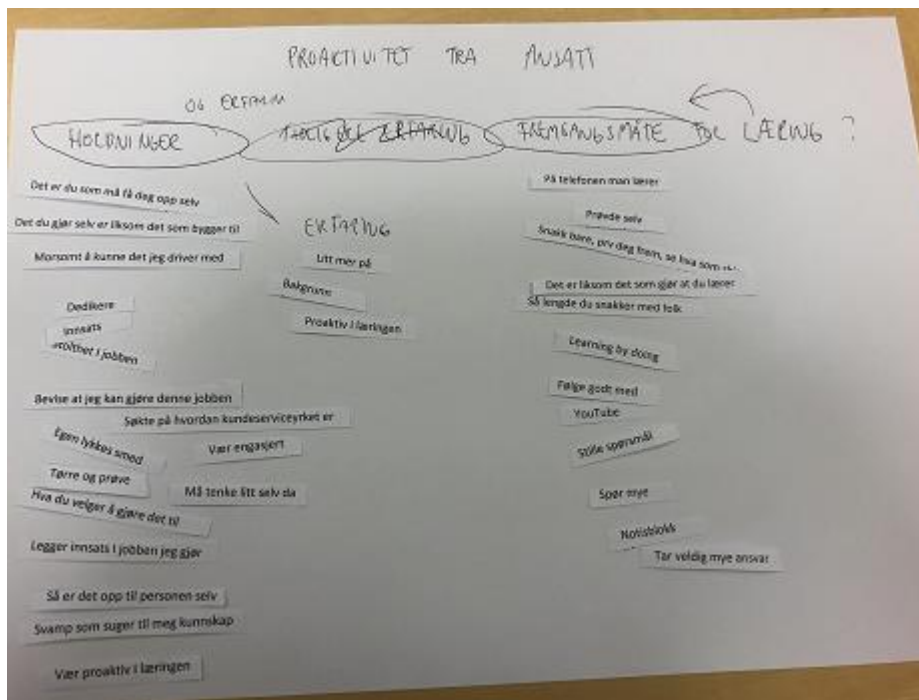 PROAKTIVITET FRA ANSATT
OG ERFARIN
HOLDNINGER TIDLIGERE ERFARING FREMGANGSMÅTE FOR LÆRING ?
Det er du som må få deg opp selv
Det du gjør selv er liksom det som bygger til
Morsomt å kunne det jeg driver med
Dedikere
Innsats
stolthet i jobben
Bevise at jeg kan gjøre denne jobben
Søkte på hvordan kundeserviceyrket er
Egen lykkes smed
Vær engasjert
Tørre og prøve
Må tenke litt selv da
Hva du velger å gjøre det til
Legger innsats i jobben jeg gjør
Så er det opp til personen selv
Svamp som suger til meg kunnskap
Vær proaktiv i læringen
ERFARING
Litt mer på
Bakgrunn
Proaktiv i læringen
På telefonen man lærer
Prøvde selv
Snakk bare, prøv deg frem, se hva som
Det er liksom det som gjør at du lærer
Så lengde du snakker med folk
Learning by doing
Følge godt med
YouTube
Stille spørsmål
Spør mye
Notisblokk
Tar veldig mye ansvar